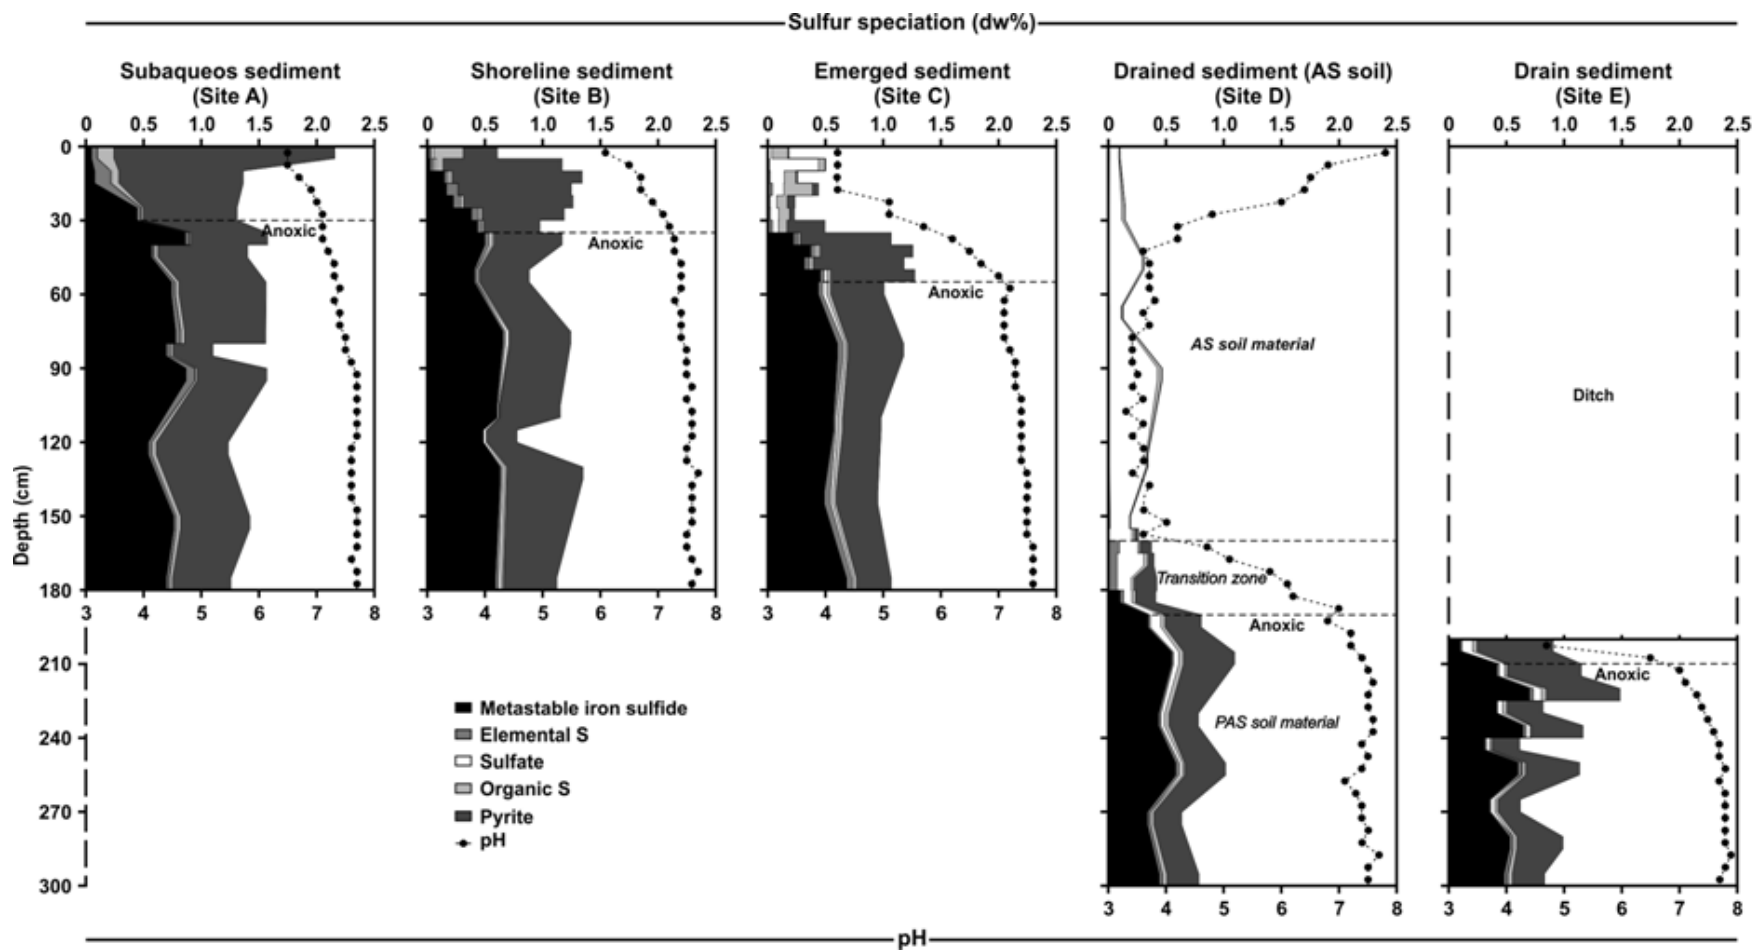 Sulfur speciation (dw%)
Subaqueos sediment
(Site A)
Shoreline sediment
(Site B)
Emerged sediment
(Site C)
Drained sediment (AS soil)
(Site D)
Drain sediment
(Site E)
0 0.5 1.0 1.5 2.0 2.5
0 0.5 1.0 1.5 2.0 2.5
0 0.5 1.0 1.5 2.0 2.5
0 0.5 1.0 1.5 2.0 2.5
0 0.5 1.0 1.5 2.0 2.5
Depth (cm)
0
30
60
90
120
150
180
210
240
270
300
Anoxic
Anoxic
Anoxic
AS soil material
Transition zone
Anoxic
PAS soil material
Ditch
Anoxic
3 4 5 6 7 8
3 4 5 6 7 8
3 4 5 6 7 8
Metastable iron sulfide
Elemental S
Sulfate
Organic S
Pyrite
pH
3 4 5 6 7 8
3 4 5 6 7 8
pH